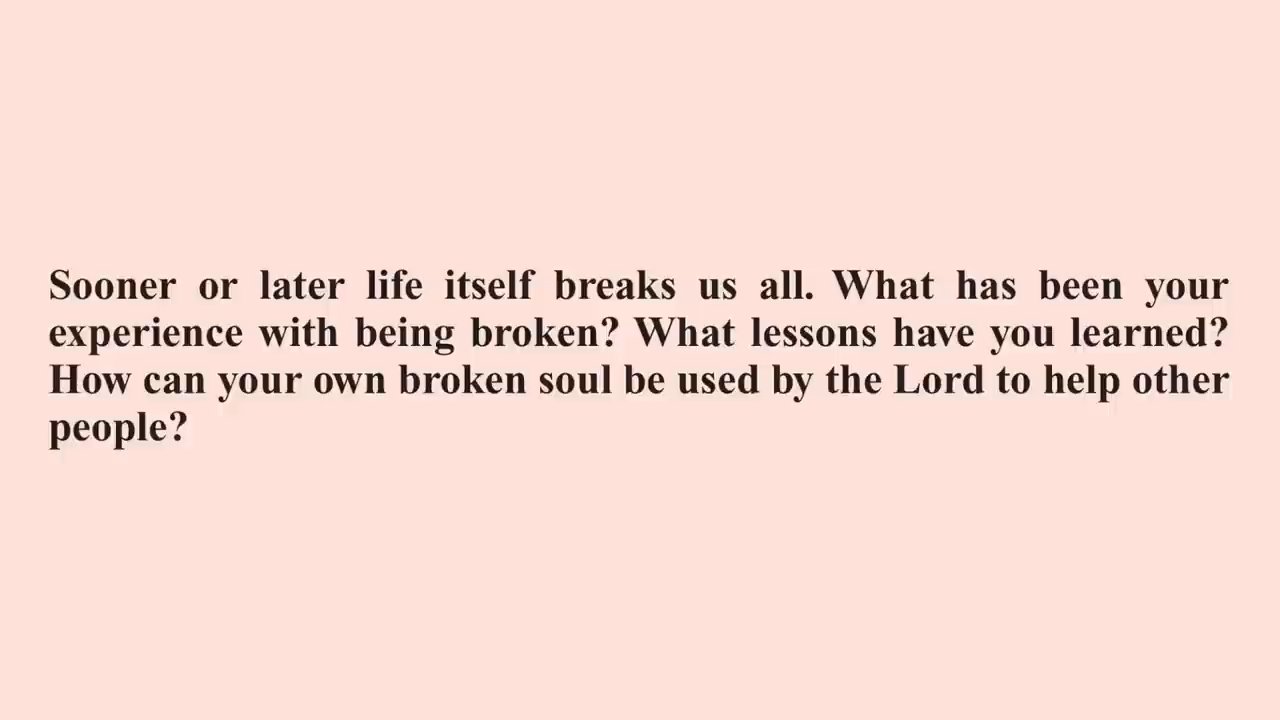 Sooner or later life itself breaks us all. What has been your
experience with being broken? What lessons have you learned?
How can your own broken soul be used by the Lord to help other
people?